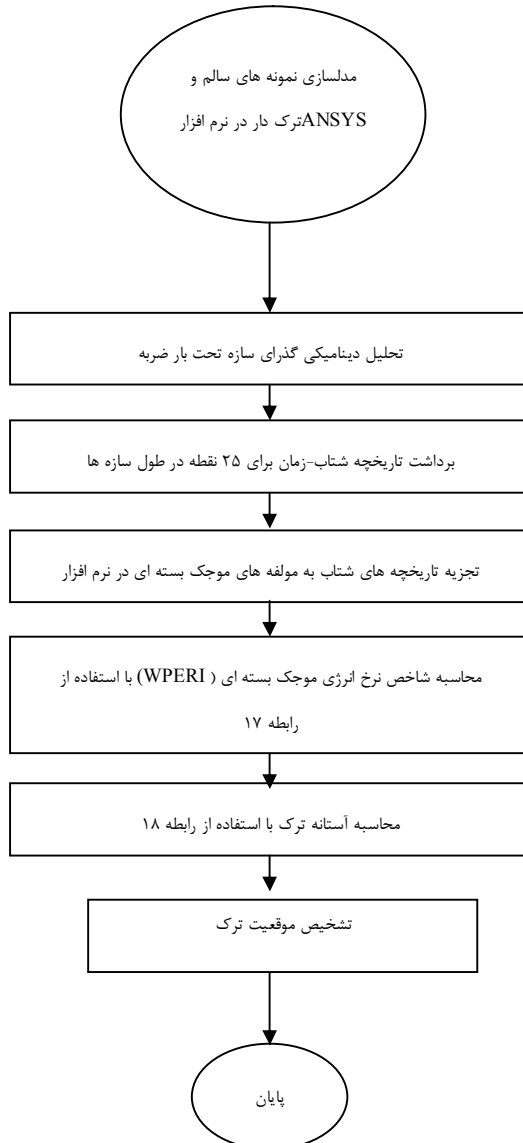 مدلسازی نمونه های سالم و
ANSYSترک دار در نرم افزار
تحلیل دینامیکی گذرای سازه تحت بار ضربه
برداشت تاریخچه شتاب-زمان برای ۲۵ نقطه در طول سازه ها
تجزیه تاریخچه های شتاب به مولفه های موجک بسته ای در نرم افزار
محاسبه شاخص نرخ انرژی موجک بسته ای ( WPERI) با استفاده از
رابطه ۱۷
محاسبه آستانه ترک با استفاده از رابطه ۱۸
تشخیص موقعیت ترک
پایان